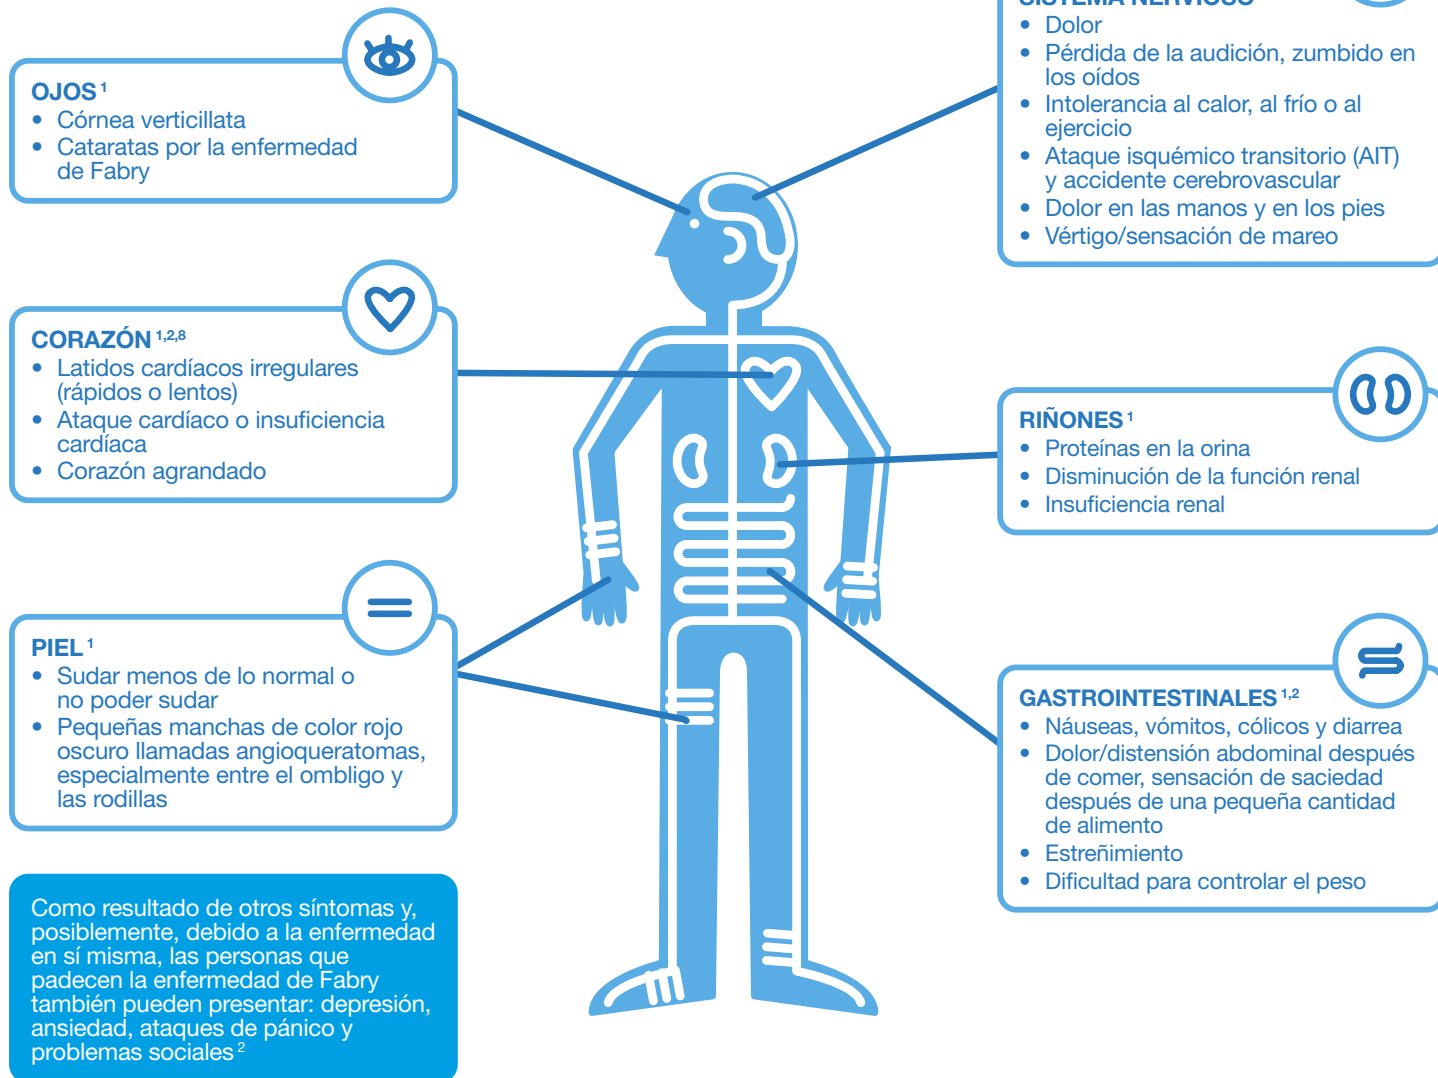 OJOS 1
• Córnea verticillata
• Cataratas por la enfermedad
de Fabry
CORAZÓN 1,2,8
• Latidos cardíacos irregulares
(rápidos o lentos)
• Ataque cardíaco o insuficiencia
cardíaca
• Corazón agrandado
PIEL 1
• Sudar menos de lo normal o
no poder sudar
• Pequeñas manchas de color rojo
oscuro llamadas angioqueratomas,
especialmente entre el ombligo y
las rodillas
Como resultado de otros síntomas y,
posiblemente, debido a la enfermedad
en sí misma, las personas que
padecen la enfermedad de Fabry
también pueden presentar: depresión,
ansiedad, ataques de pánico y
problemas sociales 2
SISTEMA NERVIOSO
• Dolor
• Pérdida de la audición, zumbido en
los oídos
• Intolerancia al calor, al frío o al
ejercicio
• Ataque isquémico transitorio (AIT)
y accidente cerebrovascular
• Dolor en las manos y en los pies
• Vértigo/sensación de mareo
RIÑONES 1
• Proteínas en la orina
• Disminución de la función renal
• Insuficiencia renal
GASTROINTESTINALES 1,2
• Náuseas, vómitos, cólicos y diarrea
• Dolor/distensión abdominal después
de comer, sensación de saciedad
después de una pequeña cantidad
de alimento
• Estreñimiento
• Dificultad para controlar el peso